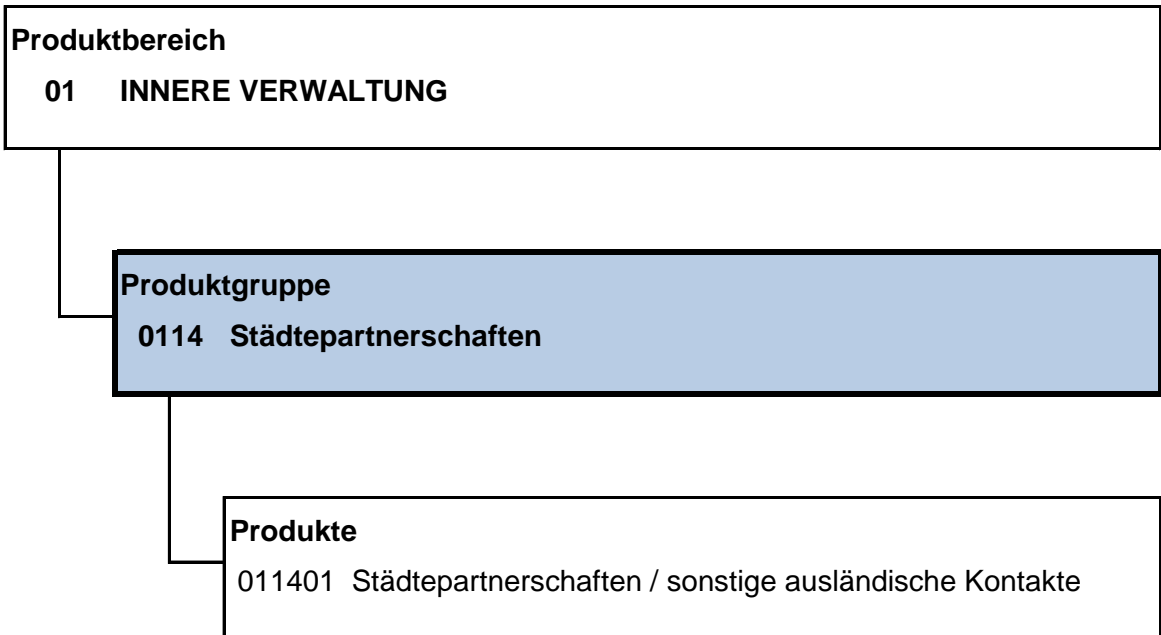 Produktbereich
01 INNERE VERWALTUNG
Produktgruppe
0114 Städtepartnerschaften
Produkte
011401 Städtepartnerschaften / sonstige ausländische Kontakte